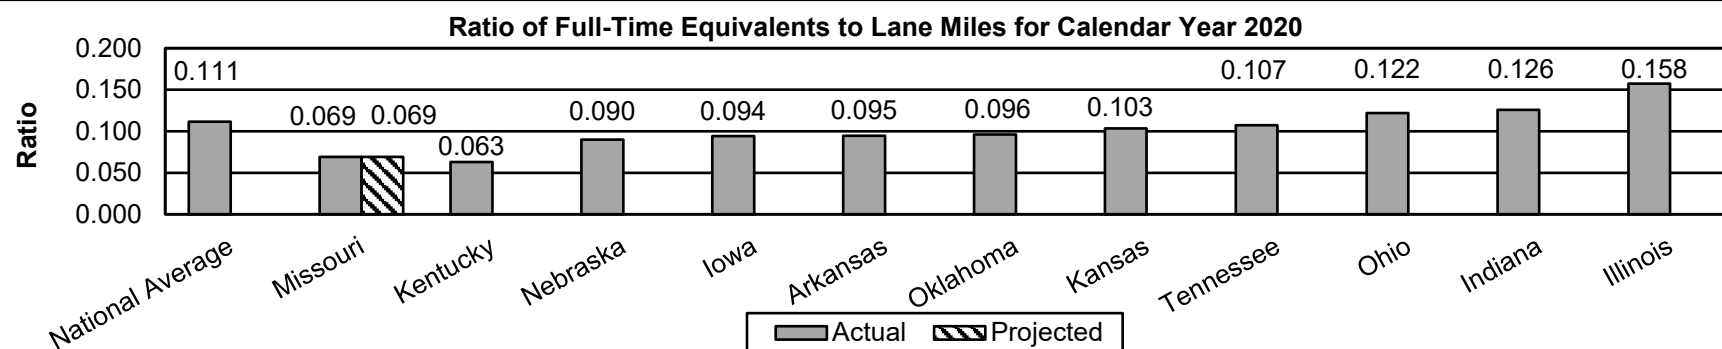 Ratio of Full-Time Equivalents to Lane Miles for Calendar Year 2020
Ratio
0.200
0.150
0.100
0.050
0.000
0.111
0.069 0.069
0.063
0.090
0.094
0.095
0.096
0.103
0.107
0.122
0.126
0.158
National Average
Missouri
Kentucky
Nebraska
Iowa
Arkansas
Oklahoma
Kansas
Tennessee
Ohio
Indiana
Illinois
Actual Projected